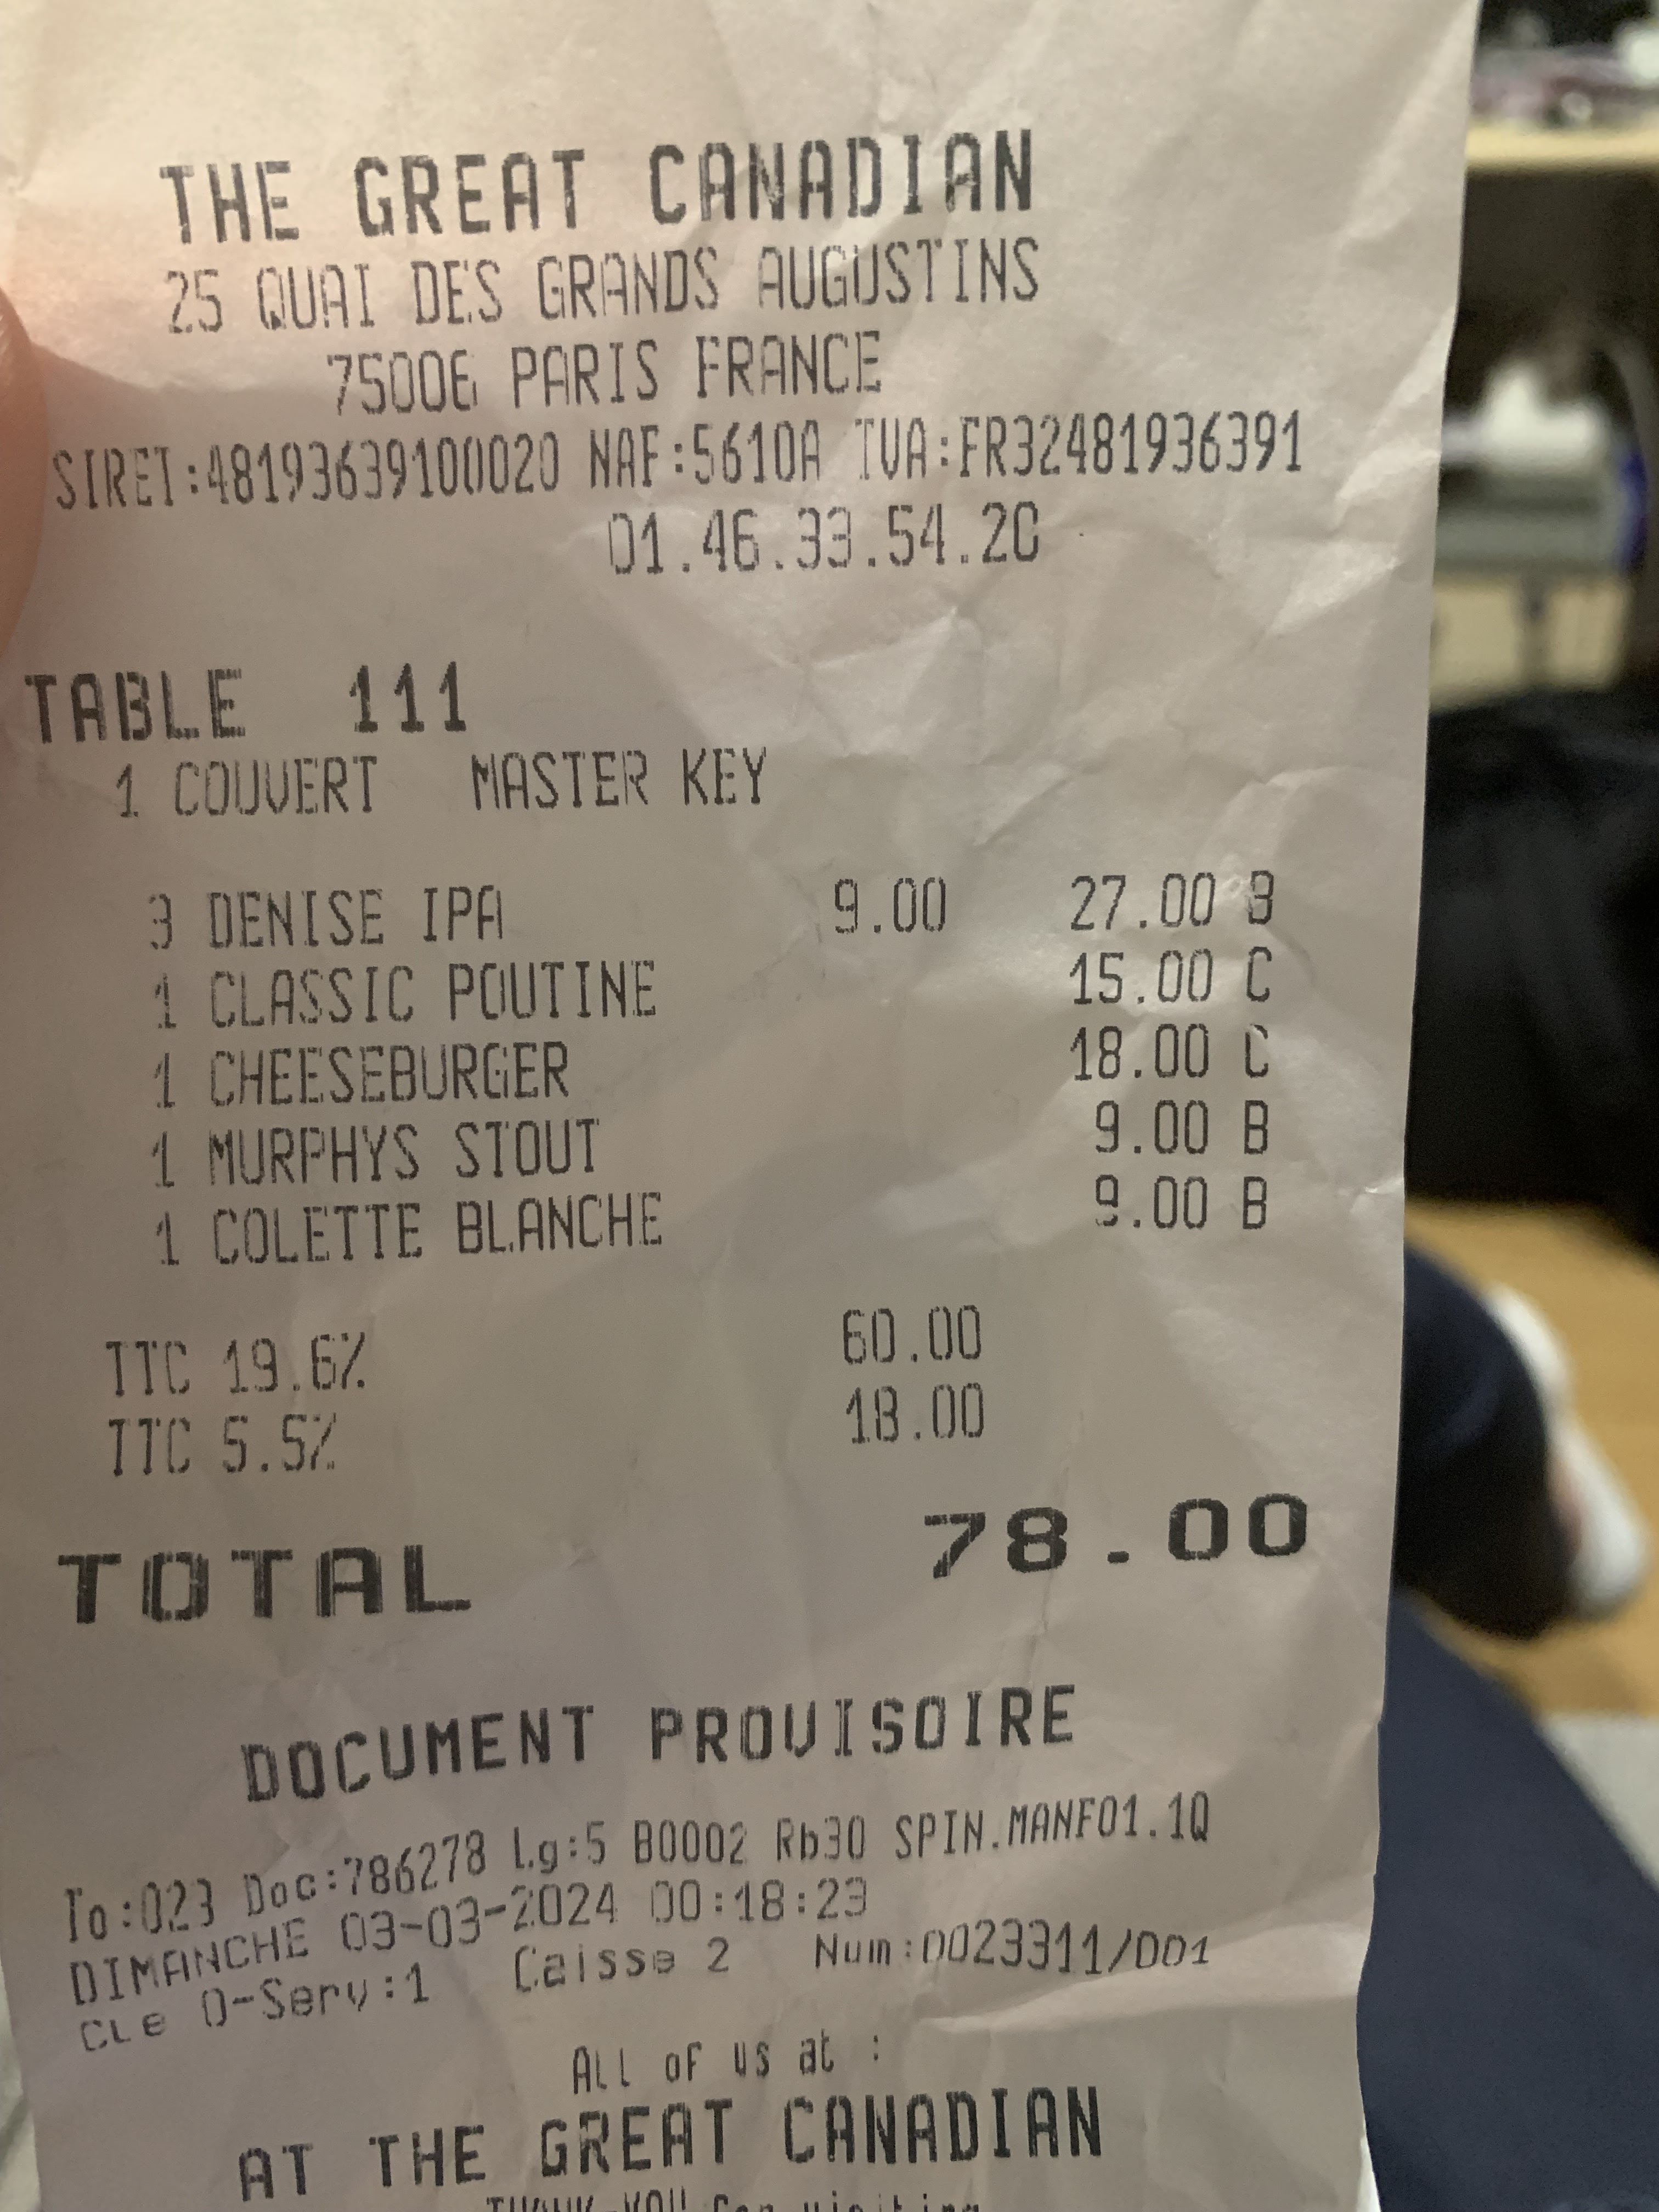 THE GREAT CANADIAN
25 QUAI DES GRANDS AUGUSTINS
75006 PARIS FRANCE
SIRET:48193639100020 NAF:5610A TVA:FR32481936391
01.46.33.54.20
TABLE 111
1 COUVERT MASTER KEY
3 DENISE IPA 9.00 27.00 B
1 CLASSIC POUTINE 15.00 C
1 CHEESEBURGER 18.00 C
1 MURPHYS STOUT 9.00 B
1 COLETTE BLANCHE 9.00 B
TTC 19.6% 60.00
TTC 5.5% 18.00
TOTAL 78.00
DOCUMENT PROVISOIRE
To:023 Doc:786278 Lg:5 B0002 Rb30 SPIN.MANF01.1Q
DIMANCHE 03-03-2024 00:18:23
CLe 0-Serv:1 Caisse 2 Num:0023311/001
All of us at :
AT THE GREAT CANADIAN
THANK-YOU for visiting